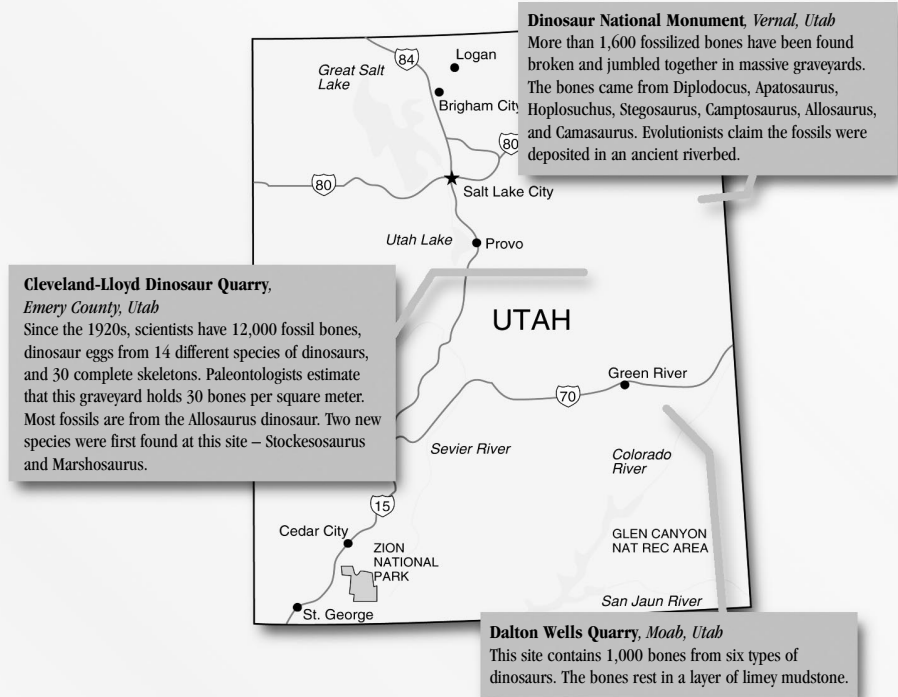 Dinosaur National Monument, Vernal, Utah
More than 1,600 fossilized bones have been found
broken and jumbled together in massive graveyards.
The bones came from Diplodocus, Apatosaurus,
Hoplosuchus, Stegosaurus, Camptosaurus, Allosaurus,
and Camasaurus. Evolutionists claim the fossils were
deposited in an ancient riverbed.
84
Logan
Great Salt
Lake
Brigham City
80
80
Salt Lake City
Utah Lake
Provo
Cleveland-Lloyd Dinosaur Quarry,
Emery County, Utah
Since the 1920s, scientists have 12,000 fossil bones,
dinosaur eggs from 14 different species of dinosaurs,
and 30 complete skeletons. Paleontologists estimate
that this graveyard holds 30 bones per square meter.
Most fossils are from the Allosaurus dinosaur. Two new
species were first found at this site – Stockesosaurus
and Marshosaurus.
UTAH
Green River
70
Sevier River
Colorado
River
15
Cedar City
ZION
NATIONAL
PARK
GLEN CANYON
NAT REC AREA
St. George
San Jaun River
Dalton Wells Quarry, Moab, Utah
This site contains 1,000 bones from six types of
dinosaurs. The bones rest in a layer of limey mudstone.